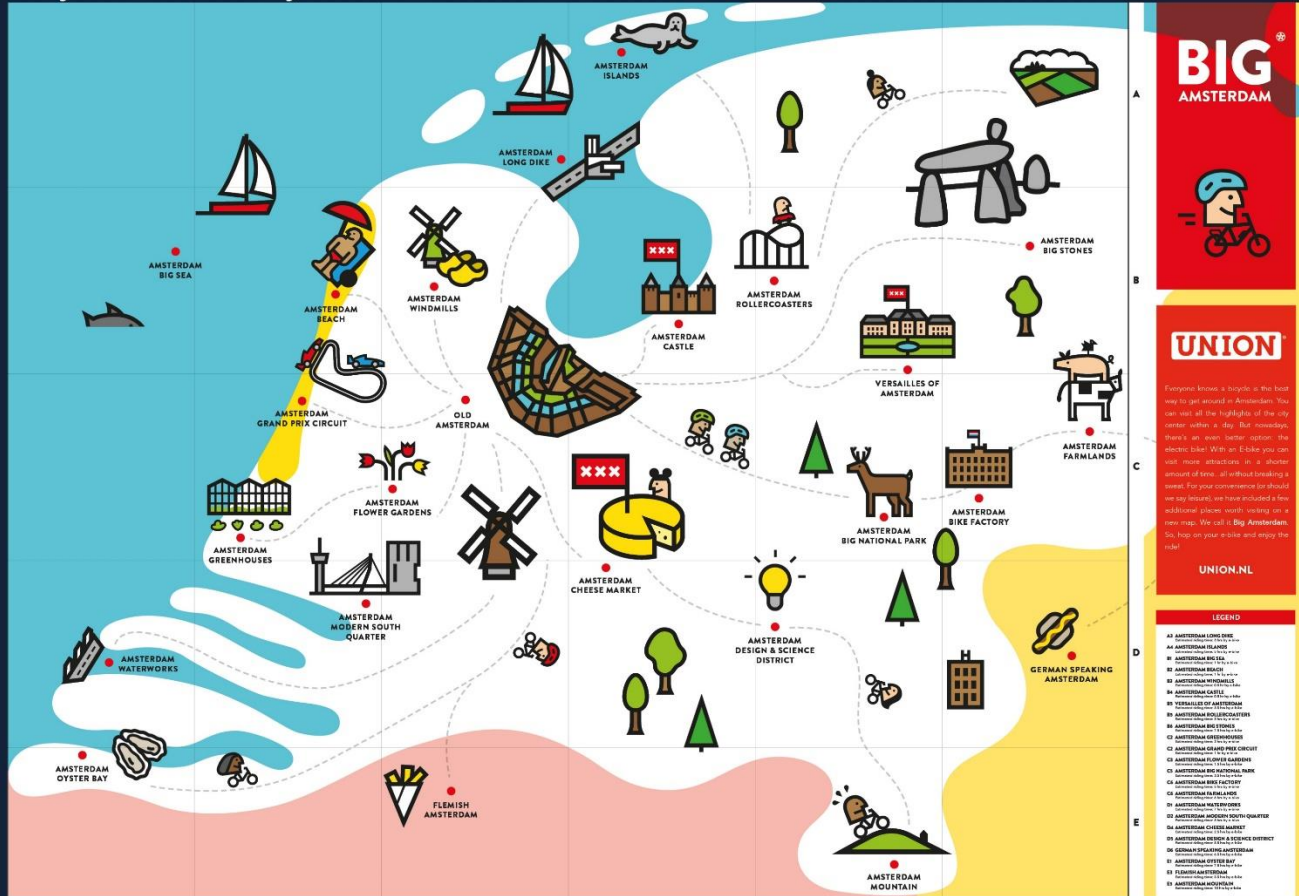 AMSTERDAM
ISLANDS
AMSTERDAM
LONG DIKE
AMSTERDAM
BIG SEA
AMSTERDAM
BEACH
AMSTERDAM
WINDMILLS
XXX
AMSTERDAM
CASTLE
AMSTERDAM
ROLLERCOASTERS
AMSTERDAM
BIG STONES
XXX
VERSAILLES OF
AMSTERDAM
AMSTERDAM
GRAND PRIX CIRCUIT
OLD
AMSTERDAM
AMSTERDAM
FARMLANDS
AMSTERDAM
FLOWER GARDENS
XXX
AMSTERDAM
BIG NATIONAL PARK
AMSTERDAM
BIKE FACTORY
AMSTERDAM
GREENHOUSES
AMSTERDAM
CHEESE MARKET
AMSTERDAM
MODERN SOUTH
QUARTER
AMSTERDAM
DESIGN & SCIENCE
DISTRICT
AMSTERDAM
WATERWORKS
GERMAN SPEAKING
AMSTERDAM
AMSTERDAM
OYSTER BAY
FLEMISH
AMSTERDAM
AMSTERDAM
MOUNTAIN
A
B
C
D
E
BIG*
AMSTERDAM
UNION
Everyone knows a bicycle is the best
way to get around in Amsterdam. You
can visit all the highlights of the city
center within a day. But nowadays,
there's an even better option: the
electric bike! With an E-bike you can
visit more attractions in a shorter
amount of time.. all without breaking a
sweat. For your convenience (or should
we say leisure), we have included a few
additional places worth visiting on a
new map. We call it Big Amsterdam.
So, hop on your e-bike and enjoy the
ride!
UNION.NL
LEGEND
A3 AMSTERDAM LONG DIKE
A4 AMSTERDAM ISLANDS
B1 AMSTERDAM BIG SEA
B2 AMSTERDAM BEACH
B3 AMSTERDAM WINDMILLS
B4 AMSTERDAM CASTLE
B5 VERSAILLES OF AMSTERDAM
B5 AMSTERDAM ROLLERCOASTERS
B6 AMSTERDAM BIG STONES
C2 AMSTERDAM GREENHOUSES
C2 AMSTERDAM GRAND PRIX CIRCUIT
C3 AMSTERDAM FLOWER GARDENS
C5 AMSTERDAM BIG NATIONAL PARK
C6 AMSTERDAM BIKE FACTORY
C6 AMSTERDAM FARMLANDS
D1 AMSTERDAM WATERWORKS
D2 AMSTERDAM MODERN SOUTH QUARTER
D4 AMSTERDAM CHEESE MARKET
D5 AMSTERDAM DESIGN & SCIENCE DISTRICT
D6 GERMAN SPEAKING AMSTERDAM
E1 AMSTERDAM OYSTER BAY
E3 FLEMISH AMSTERDAM
E5 AMSTERDAM MOUNTAIN